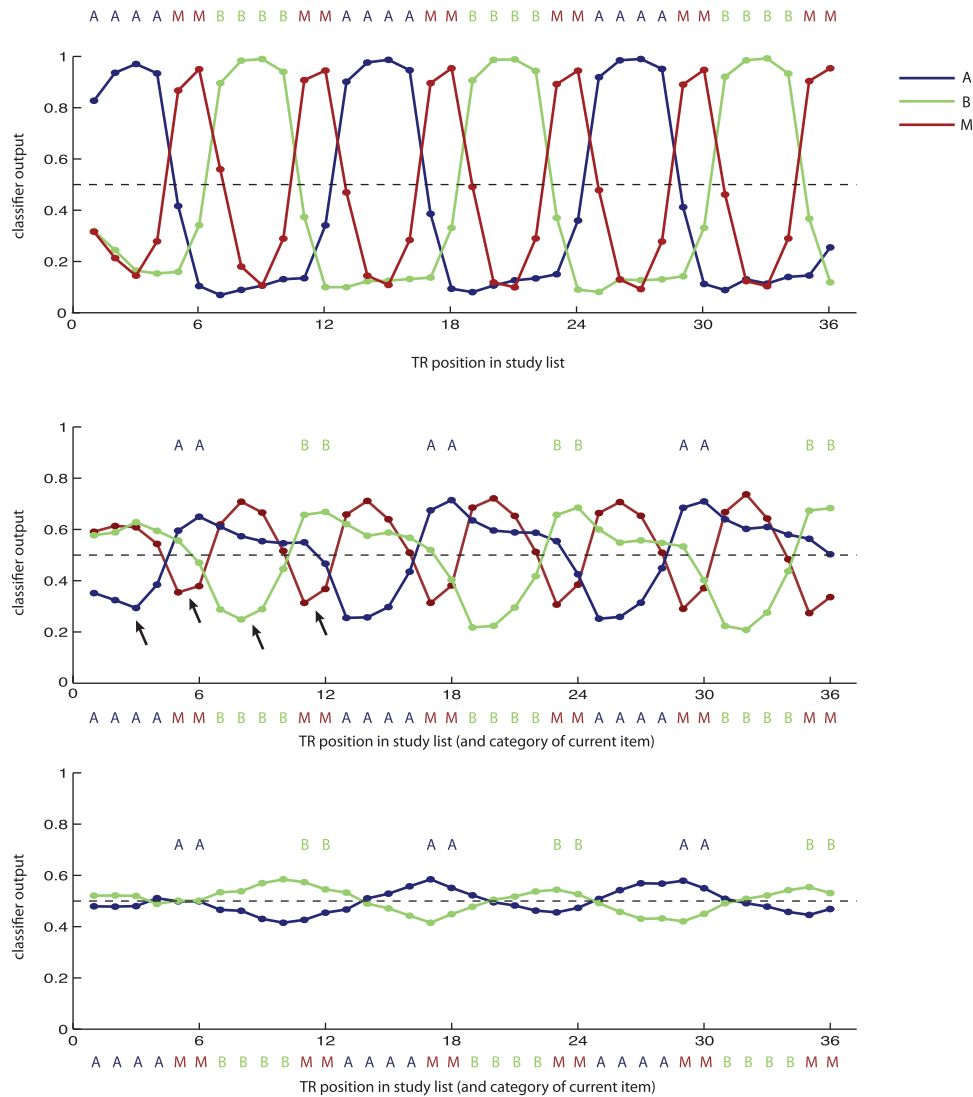 A A A A M M B B B B M M A A A A M M B B B B M M A A A A M M B B B B M M
1
0.8
0.6
0.4
0.2
0
classifier output
0 6 12 18 24 30 36
TR position in study list
A
B
M
1
0.8
0.6
0.4
0.2
0
classifier output
A A B B A A B B A A B B
0 6 12 18 24 30 36
A A A A M M B B B B M M A A A A M M B B B B M M A A A A M M B B B B M M
TR position in study list (and category of current item)
1
0.8
0.6
0.4
0.2
0
classifier output
A A B B A A B B A A B B
0 6 12 18 24 30 36
A A A A M M B B B B M M A A A A M M B B B B M M A A A A M M B B B B M M
TR position in study list (and category of current item)